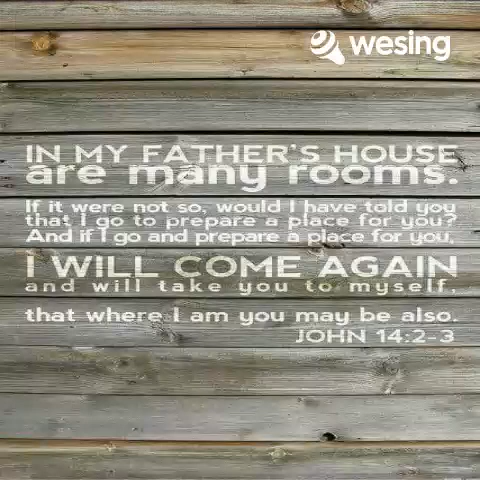 wesing
IN MY FATHER'S HOUSE
are many rooms.
If it were not so, would I have told you
that I go to prepare a place for you?
And if I go and prepare a place for you,
I WILL COME AGAIN
and will take you to myself,
that where I am you may be also.
JOHN 14:2-3